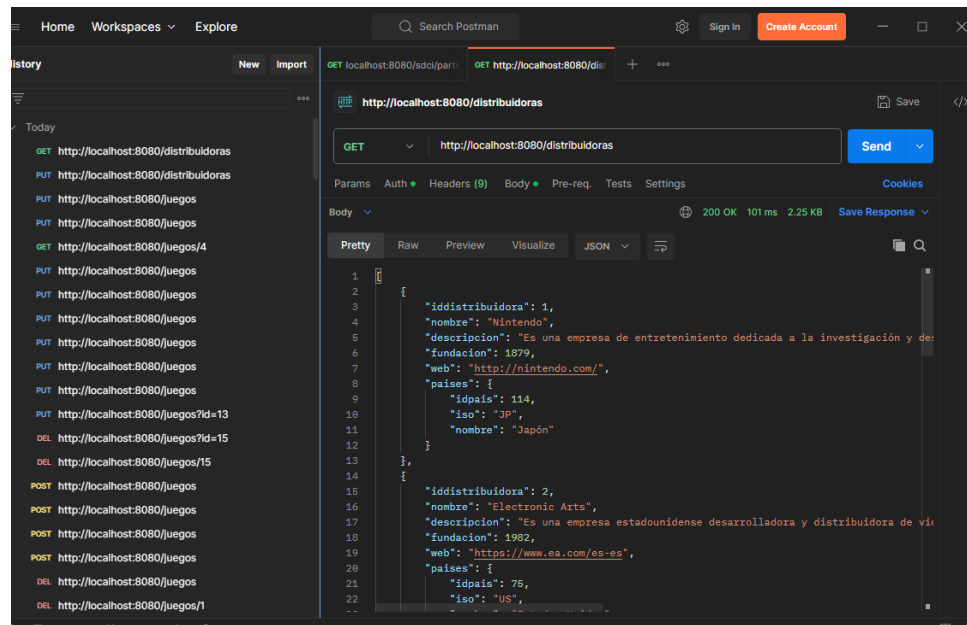 Home Workspaces Explore Search Postman Sign In Create Account
History New Import
Today
GET http://localhost:8080/distribuidoras
PUT http://localhost:8080/distribuidoras
PUT http://localhost:8080/juegos
PUT http://localhost:8080/juegos
GET http://localhost:8080/juegos/4
PUT http://localhost:8080/juegos
PUT http://localhost:8080/juegos
PUT http://localhost:8080/juegos
PUT http://localhost:8080/juegos
PUT http://localhost:8080/juegos
PUT http://localhost:8080/juegos
PUT http://localhost:8080/juegos?id=13
DEL http://localhost:8080/juegos?id=15
DEL http://localhost:8080/juegos/15
POST http://localhost:8080/juegos
POST http://localhost:8080/juegos
POST http://localhost:8080/juegos
POST http://localhost:8080/juegos
DEL http://localhost:8080/juegos
DEL http://localhost:8080/juegos/1
GET localhost:8080/sdci/parti GET http://localhost:8080/dist
HTTP http://localhost:8080/distribuidoras Save </>
GET http://localhost:8080/distribuidoras Send
Params Auth Headers (9) Body Pre-req. Tests Settings Cookies
Body 200 OK 101 ms 2.25 KB Save Response
Pretty Raw Preview Visualize JSON
1 [
2 {
3 "iddistribuidora": 1,
4 "nombre": "Nintendo",
5 "descripcion": "Es una empresa de entretenimiento dedicada a la investigación y des
6 "fundacion": 1879,
7 "web": "http://nintendo.com/",
8 "paises": {
9 "idpais": 114,
10 "iso": "JP",
11 "nombre": "Japón"
12 }
13 },
14 {
15 "iddistribuidora": 2,
16 "nombre": "Electronic Arts",
17 "descripcion": "Es una empresa estadounidense desarrolladora y distribuidora de vid
18 "fundacion": 1982,
19 "web": "https://www.ea.com/es-es",
20 "paises": {
21 "idpais": 75,
22 "iso": "US",